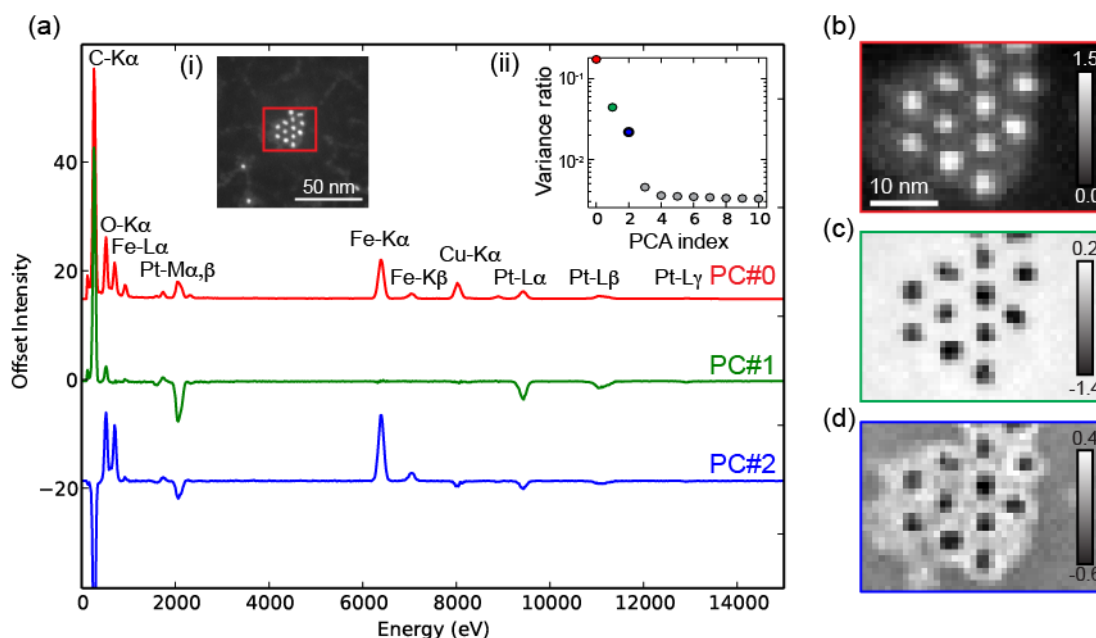 (a)
C-Kα
(i)
50 nm
(ii)
Variance ratio
10-1
10-2
0 2 4 6 8 10
PCA index
O-Kα
Fe-Lα
Pt-Mα,β
Fe-Kα
Fe-Kβ
Cu-Kα
Pt-Lα
Pt-Lβ
Pt-Lγ
PC#0
PC#1
PC#2
40
20
0
−20
Offset Intensity
0 2000 4000 6000 8000 10000 12000 14000
Energy (eV)
(b)
1.5
0.0
10 nm
(c)
0.2
-1.4
(d)
0.4
-0.6